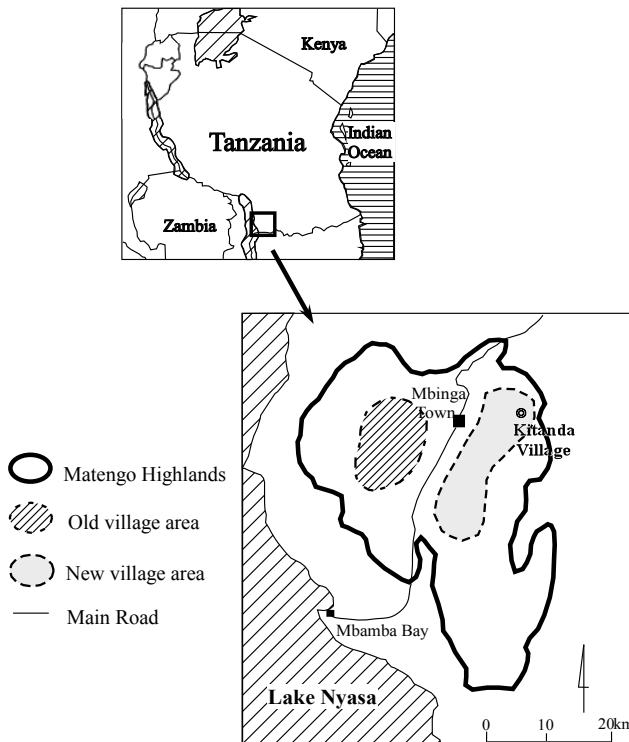 Kenya
Indian
Ocean
Tanzania
Zambia
Mbinga
Town
Kitanda
Village
Matengo Highlands
Old village area
New village area
Main Road
Mbamba Bay
Lake Nyasa
0 10 20km